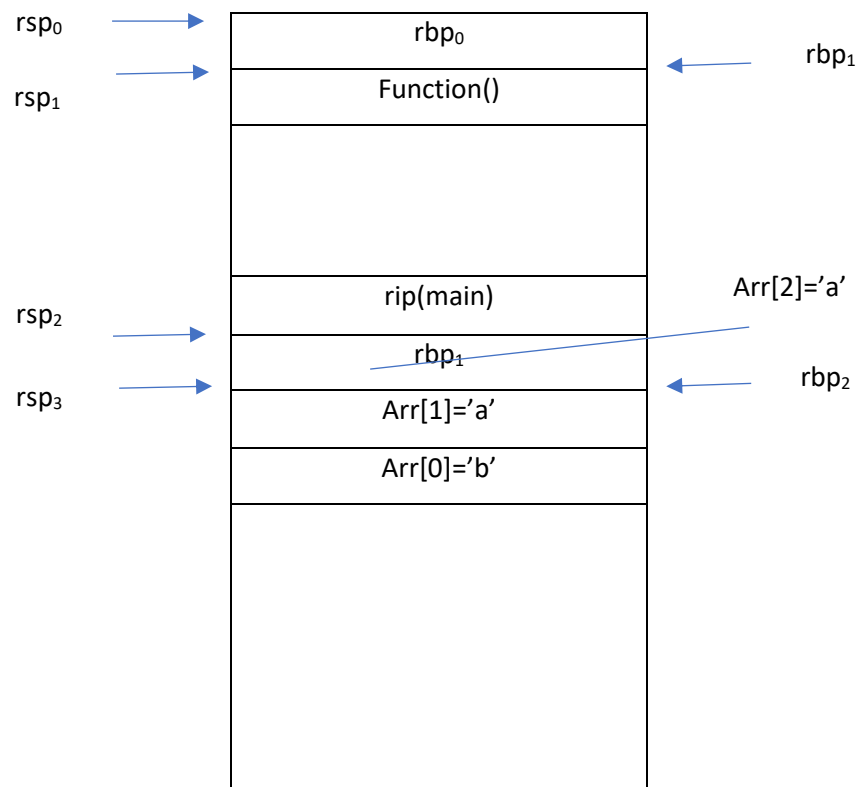 rsp₀
rbp₀
rbp₁
rsp₁
Function()
rip(main)
Arr[2]=’a’
rsp₂
rbp₁
rsp₃
rbp₂
Arr[1]=’a’
Arr[0]=’b’